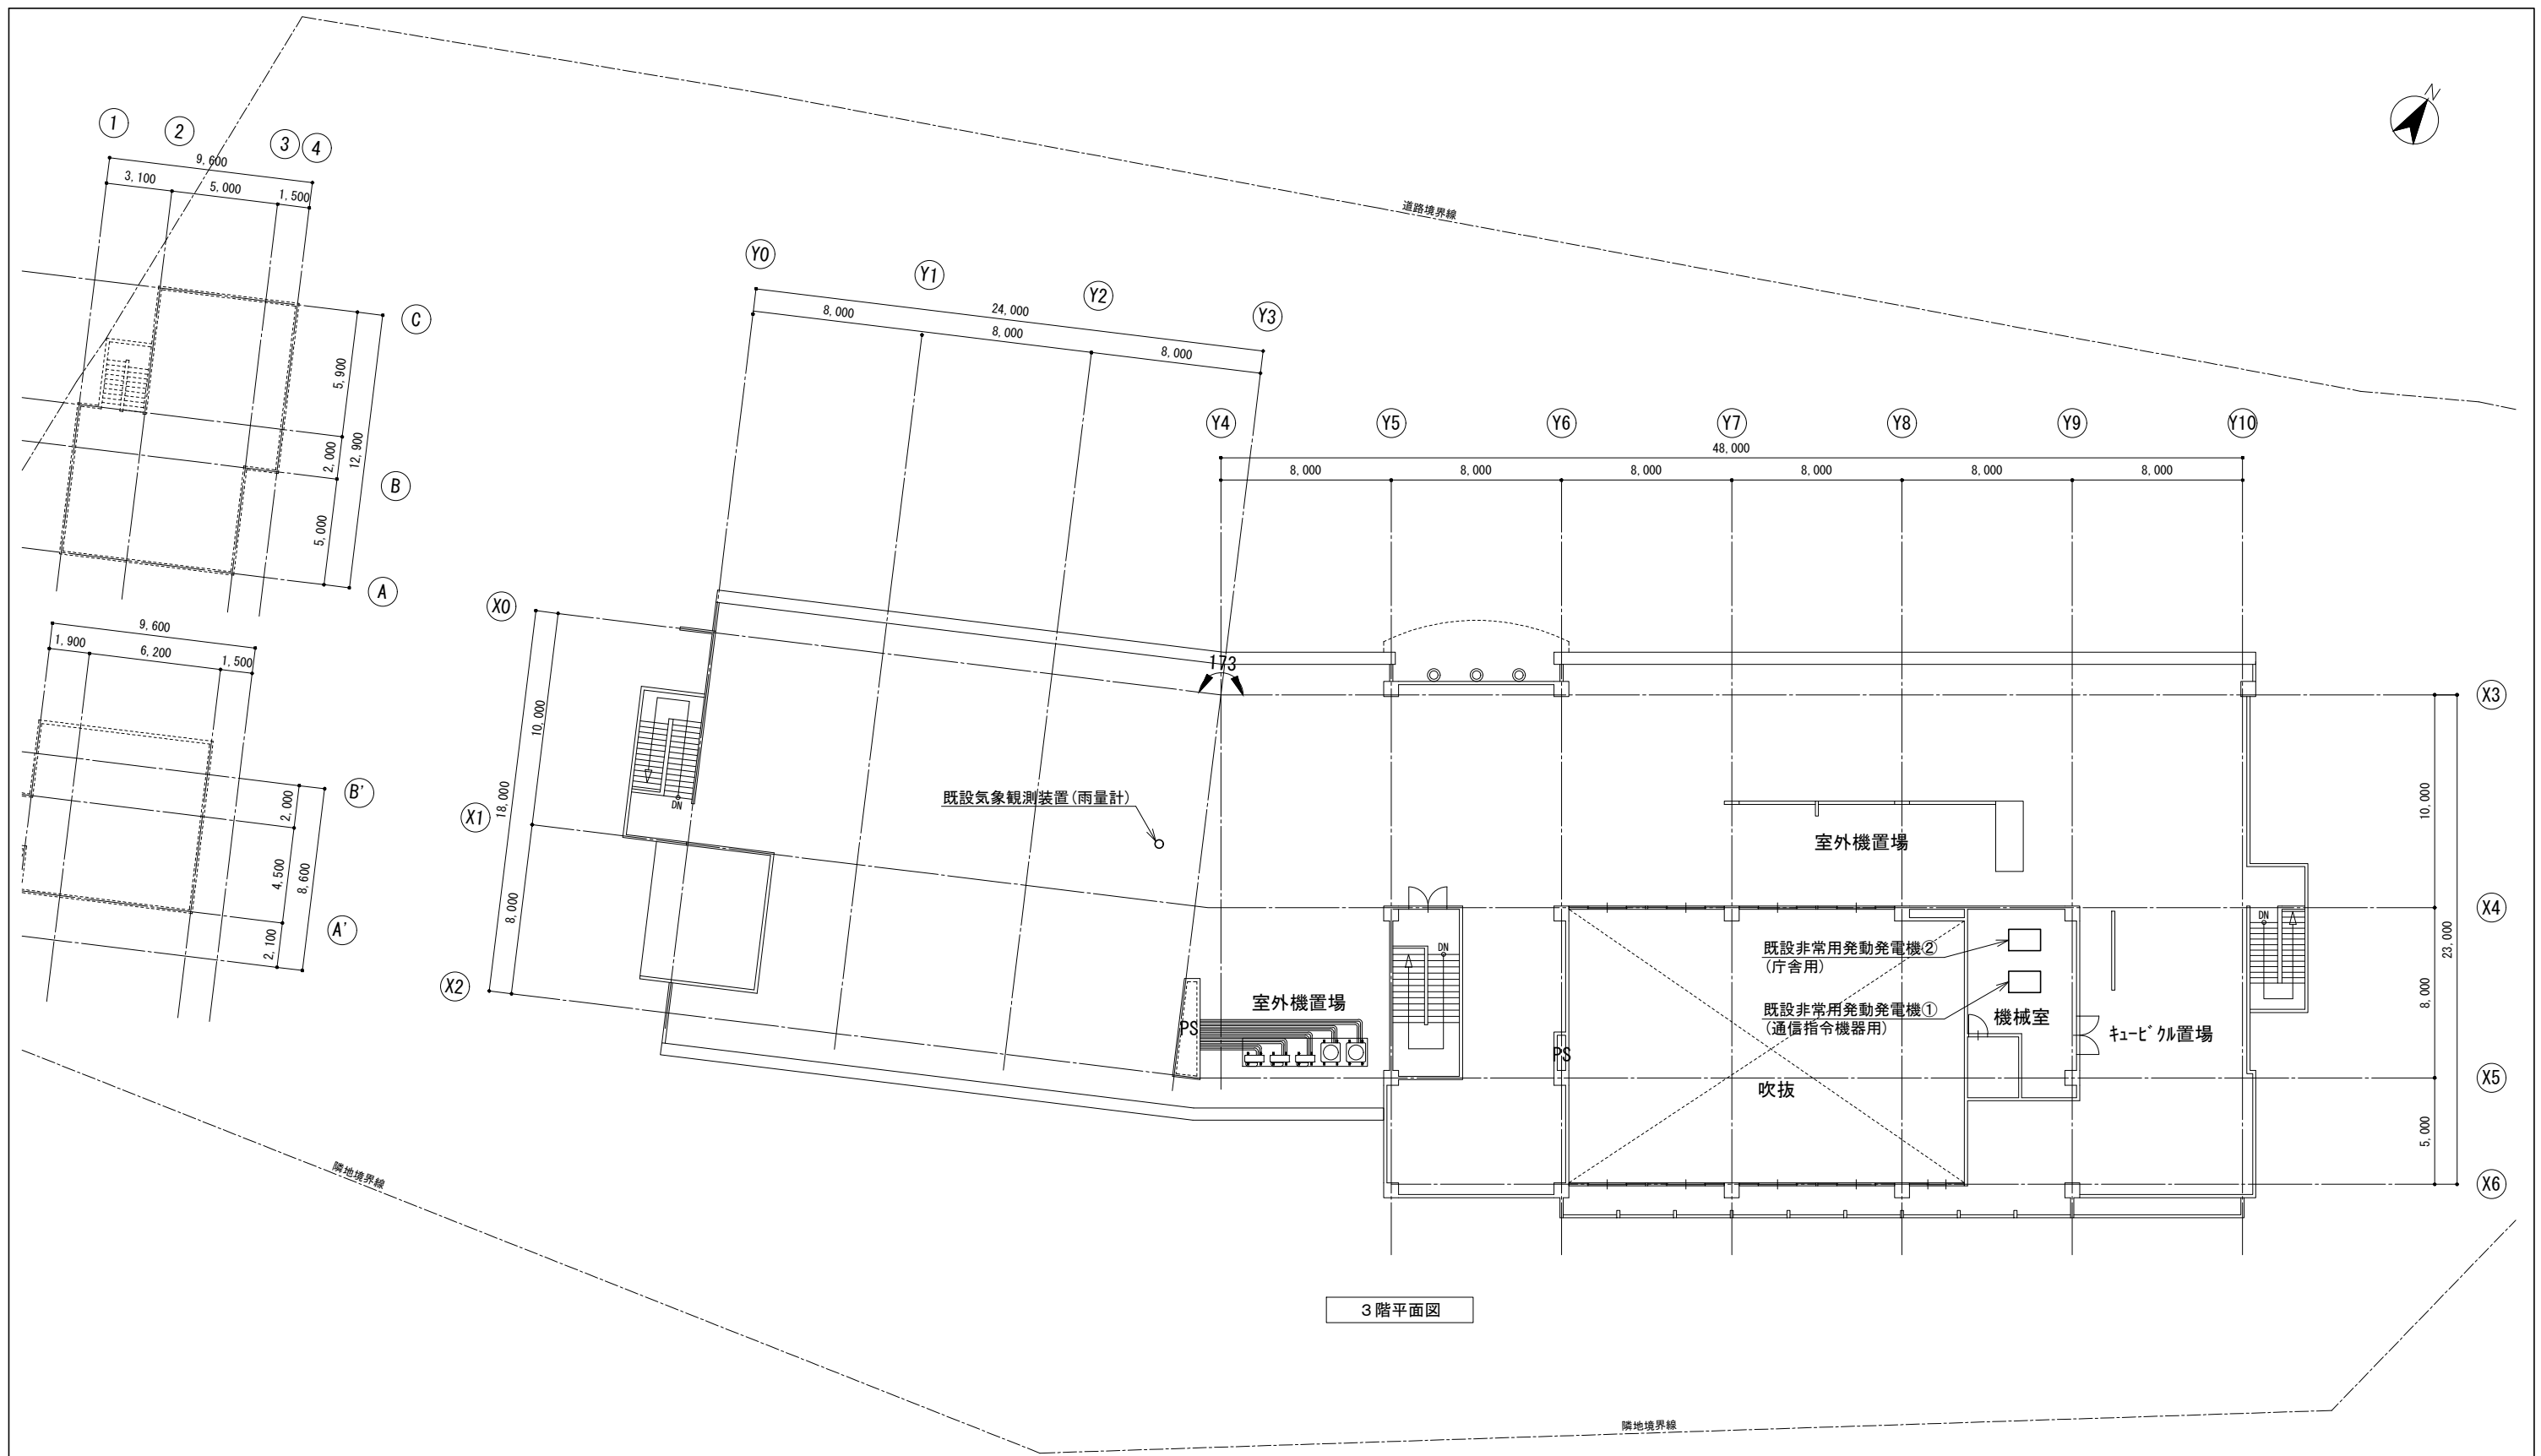 N
道路境界線
1
2
3
4
9,600
3,100
5,000
1,500
C
B
A
5,900
2,000
5,000
12,900
9,600
1,900
6,200
1,500
B'
A'
2,000
4,500
2,100
8,600
Y0
Y1
Y2
Y3
24,000
8,000
8,000
8,000
Y4
Y5
Y6
Y7
Y8
Y9
Y10
48,000
8,000
8,000
8,000
8,000
8,000
8,000
X0
X1
X2
10,000
8,000
18,000
173
DN
既設気象観測装置(雨量計)
X3
X4
X5
X6
10,000
8,000
5,000
23,000
室外機置場
DN
DN
既設非常用発動発電機②
(庁舎用)
既設非常用発動発電機①
(通信指令機器用)
機械室
ｷｭｰﾋﾞｸﾙ置場
室外機置場
PS
PS
吹抜
隣地境界線
3階平面図
隣地境界線